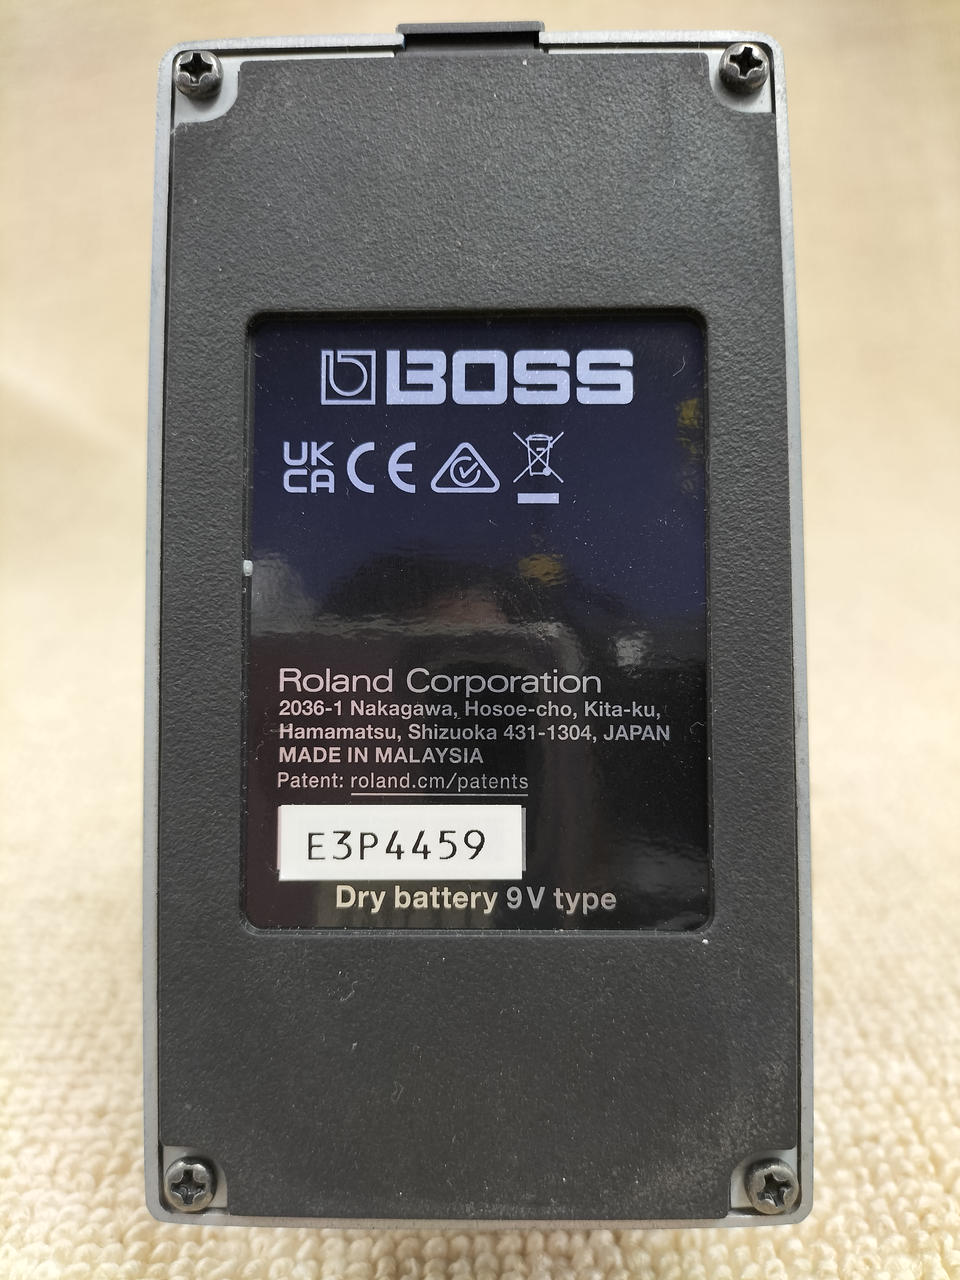 BOSS
UK
CA CE
Roland Corporation
2036-1 Nakagawa, Hosoe-cho, Kita-ku,
Hamamatsu, Shizuoka 431-1304, JAPAN
MADE IN MALAYSIA
Patent: roland.cm/patents
E3P4459
Dry battery 9V type